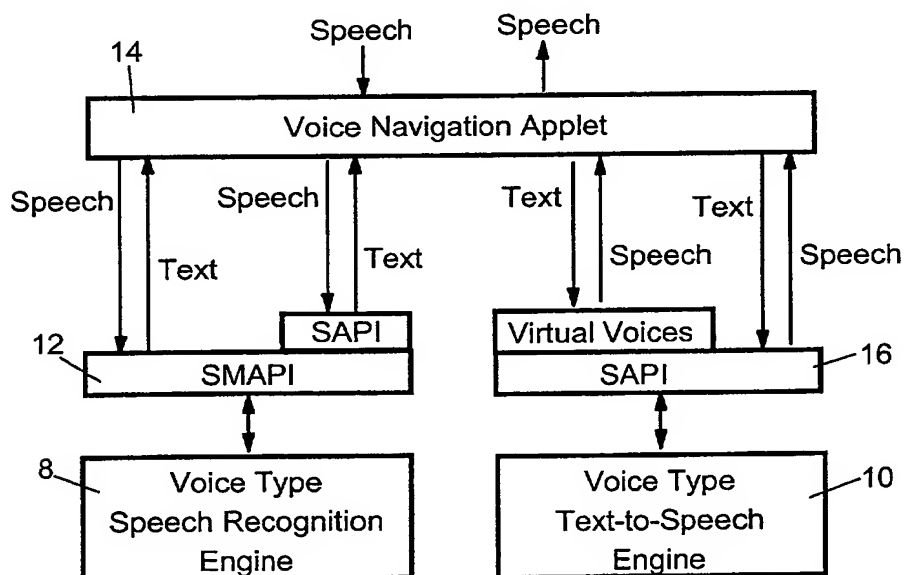 Speech
Speech
14
Voice Navigation Applet
Speech
Speech
Text
Text
Text
Text
Speech
Speech
SAPI
Virtual Voices
12
SMAPI
SAPI
16
8
Voice Type
Speech Recognition
Engine
Voice Type
Text-to-Speech
Engine
10